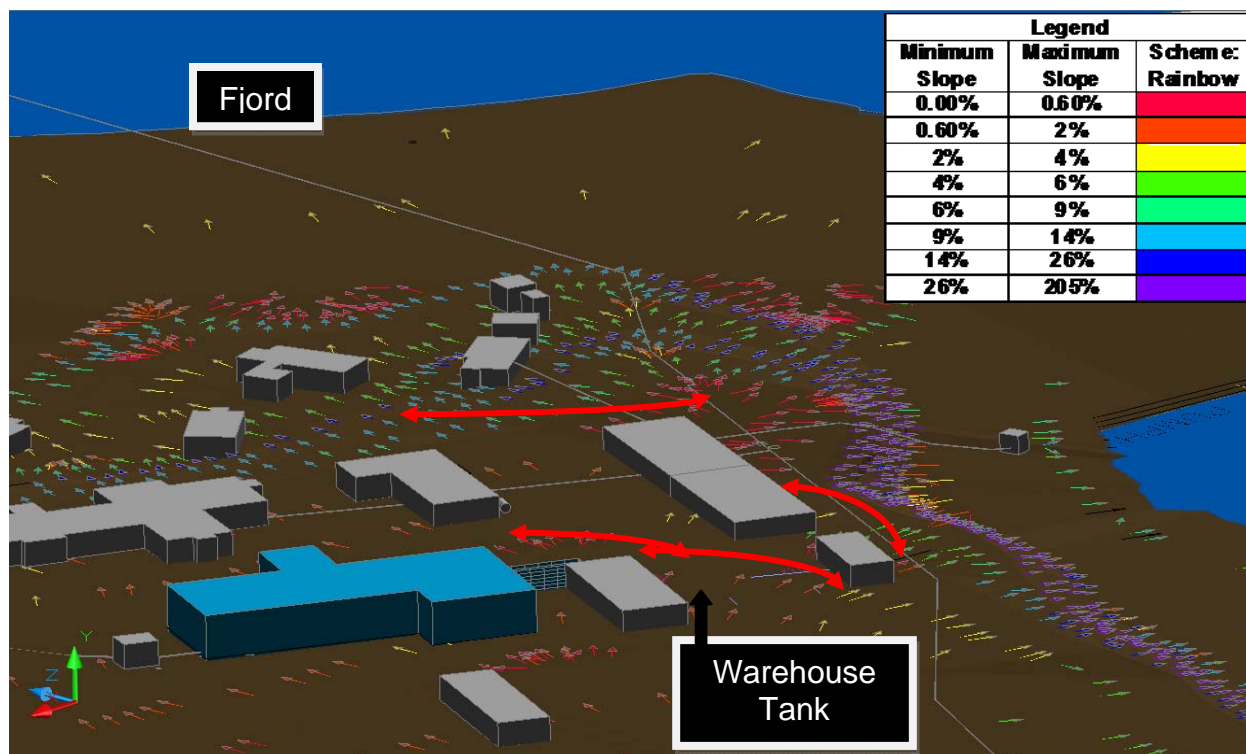 Fjord
Legend
Minimum Slope Maximum Slope Scheme: Rainbow
0.00% 0.60%
0.60% 2%
2% 4%
4% 6%
6% 9%
9% 14%
14% 26%
26% 205%
Warehouse
Tank
Y
Z